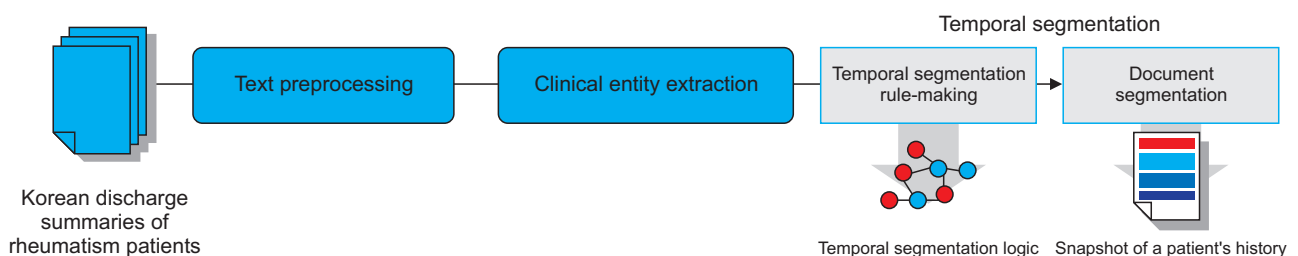 Temporal segmentation
Text preprocessing
Clinical entity extraction
Temporal segmentation
rule-making
Document
segmentation
Korean discharge
summaries of
rheumatism patients
Temporal segmentation logic
Snapshot of a patient's history